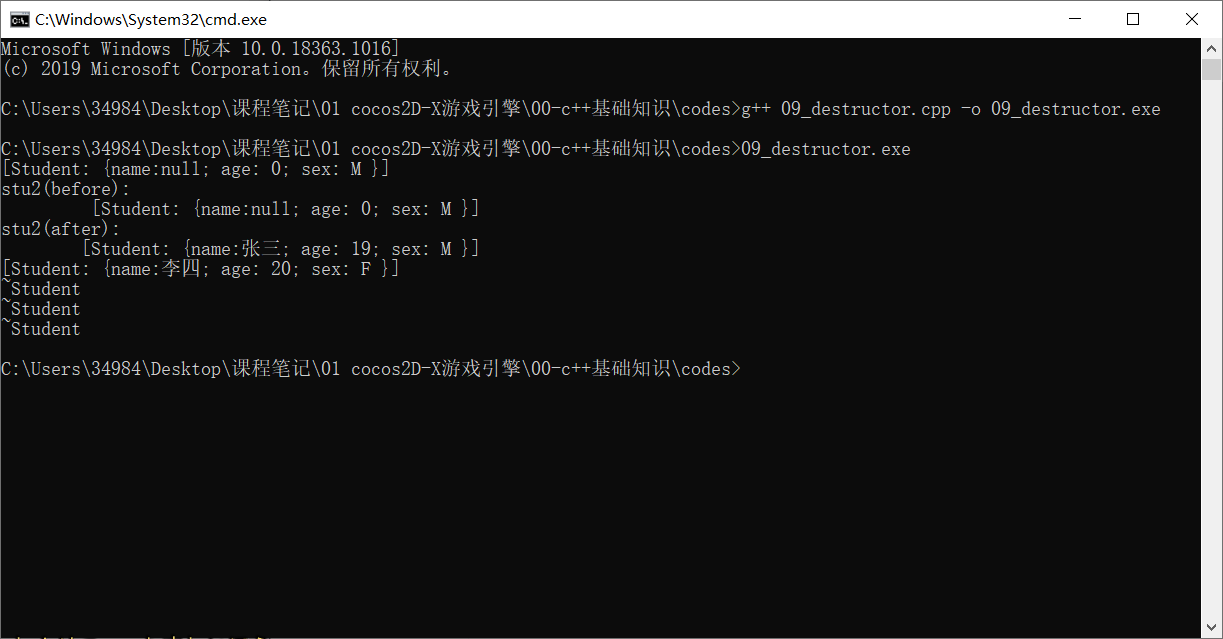 C:\Windows\System32\cmd.exe
Microsoft Windows [版本 10.0.18363.1016]
(c) 2019 Microsoft Corporation。保留所有权利。
C:\Users\34984\Desktop\课程笔记\01 cocos2D-X游戏引擎\00-c++基础知识\codes>g++ 09_destructor.cpp -o 09_destructor.exe
C:\Users\34984\Desktop\课程笔记\01 cocos2D-X游戏引擎\00-c++基础知识\codes>09_destructor.exe
[Student: {name:null; age: 0; sex: M }]
stu2(before):
[Student: {name:null; age: 0; sex: M }]
stu2(after):
[Student: {name:张三; age: 19; sex: M }]
[Student: {name:李四; age: 20; sex: F }]
~Student
~Student
~Student
C:\Users\34984\Desktop\课程笔记\01 cocos2D-X游戏引擎\00-c++基础知识\codes>